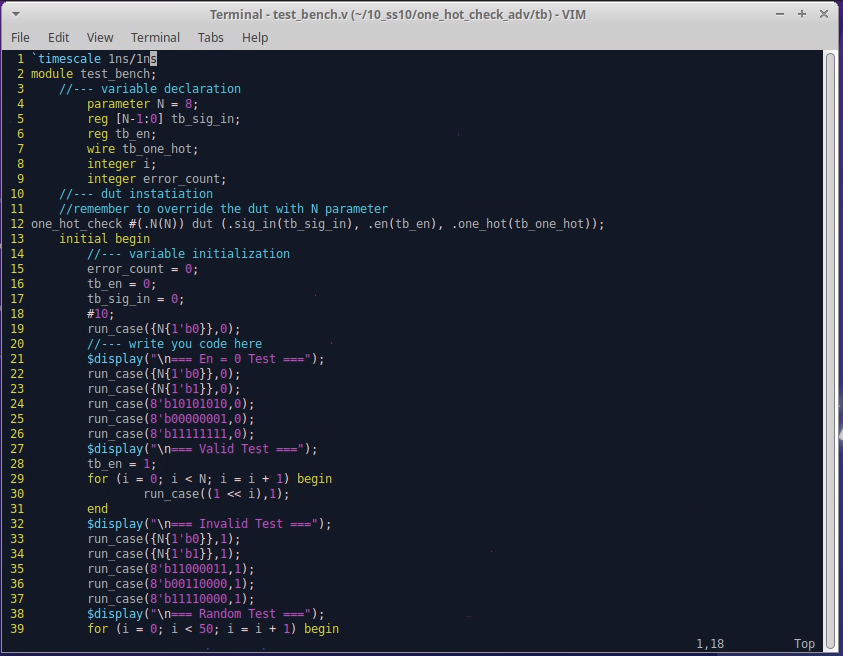 Terminal - test_bench.v (~/10_ss10/one_hot_check_adv/tb) - VIM
File Edit View Terminal Tabs Help
1 `timescale 1ns/1ns
2 module test_bench;
3     //--- variable declaration
4         parameter N = 8;
5         reg [N-1:0] tb_sig_in;
6         reg tb_en;
7         wire tb_one_hot;
8         integer i;
9         integer error_count;
10     //--- dut instatiation
11     //remember to override the dut with N parameter
12 one_hot_check #(.N(N)) dut (.sig_in(tb_sig_in), .en(tb_en), .one_hot(tb_one_hot));
13     initial begin
14         //--- variable initialization
15         error_count = 0;
16         tb_en = 0;
17         tb_sig_in = 0;
18         #10;
19         run_case({N{1'b0}},0);
20         //--- write you code here
21         $display("\n=== En = 0 Test ===");
22         run_case({N{1'b0}},0);
23         run_case({N{1'b1}},0);
24         run_case(8'b10101010,0);
25         run_case(8'b00000001,0);
26         run_case(8'b11111111,0);
27         $display("\n=== Valid Test ===");
28         tb_en = 1;
29         for (i = 0; i < N; i = i + 1) begin
30                 run_case((1 << i),1);
31         end
32         $display("\n=== Invalid Test ===");
33         run_case({N{1'b0}},1);
34         run_case({N{1'b1}},1);
35         run_case(8'b11000011,1);
36         run_case(8'b00110000,1);
37         run_case(8'b11110000,1);
38         $display("\n=== Random Test ===");
39         for (i = 0; i < 50; i = i + 1) begin
1,18 Top